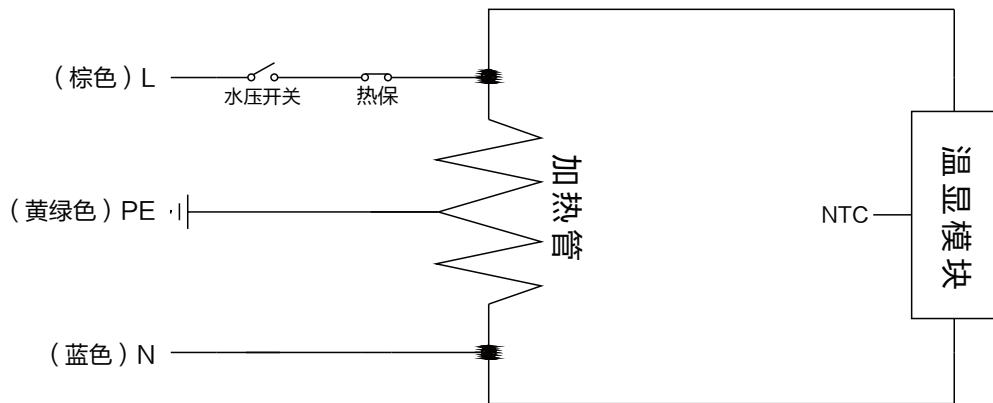 （棕色）L
水压开关
热保
（黄绿色）PE
加热管
NTC
温显模块
（蓝色）N